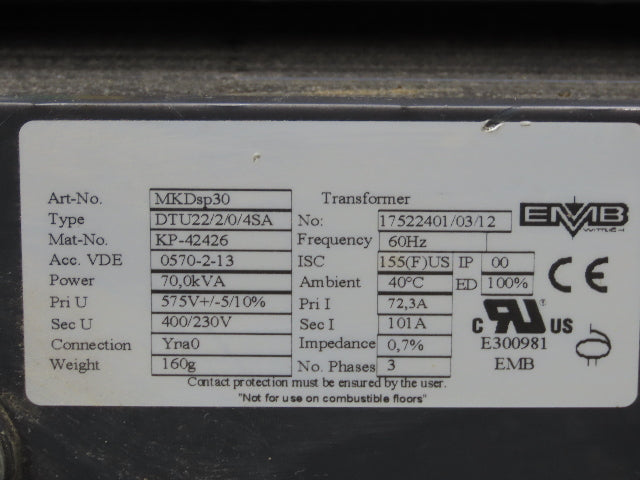 Art-No. MKDsp30 Transformer
Type DTU22/2/0/4SA No: 17522401/03/12 EMB
Mat-No. KP-42426 Frequency 60Hz WITTLICH
Acc. VDE 0570-2-13 ISC 155(F)US IP 00
Power 70,0kVA Ambient 40°C ED 100% CE
Pri U 575V+/-5/10% Pri I 72,3A
Sec U 400/230V Sec I 101A c RU ® US
Connection Yna0 Impedance 0,7% E300981
Weight 160g No. Phases 3 EMB
Contact protection must be ensured by the user.
"Not for use on combustible floors"